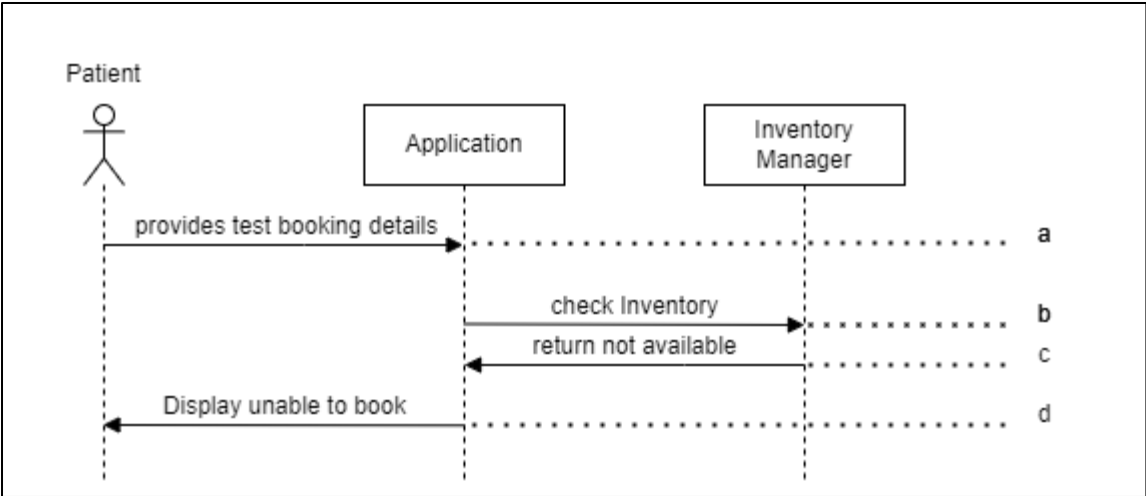 Patient
Application
Inventory
Manager
provides test booking details
a
check Inventory
b
return not available
c
Display unable to book
d